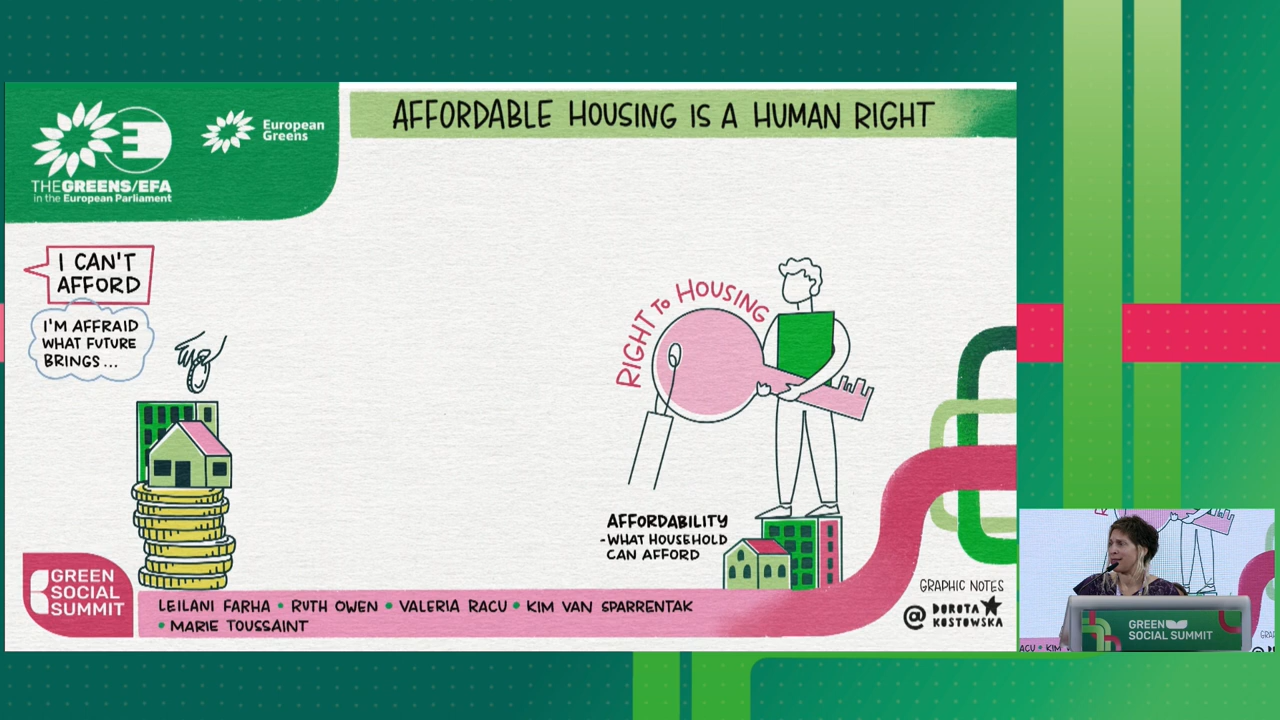 AFFORDABLE HOUSING IS A HUMAN RIGHT
THE GREENS/EFA
in the European Parliament
European
Greens
I CAN'T
AFFORD
I'M AFFRAID
WHAT FUTURE
BRINGS...
RIGHT TO HOUSING
AFFORDABILITY
-WHAT HOUSEHOLD
CAN AFFORD
GREEN
SOCIAL
SUMMIT
LEILANI FARHA • RUTH OWEN • VALERIA RACU • KIM VAN SPARRENTAK
• MARIE TOUSSAINT
GRAPHIC NOTES
@ DOROTA
KOSTOWSKA
GREEN
SOCIAL SUMMIT
ACU • KIM